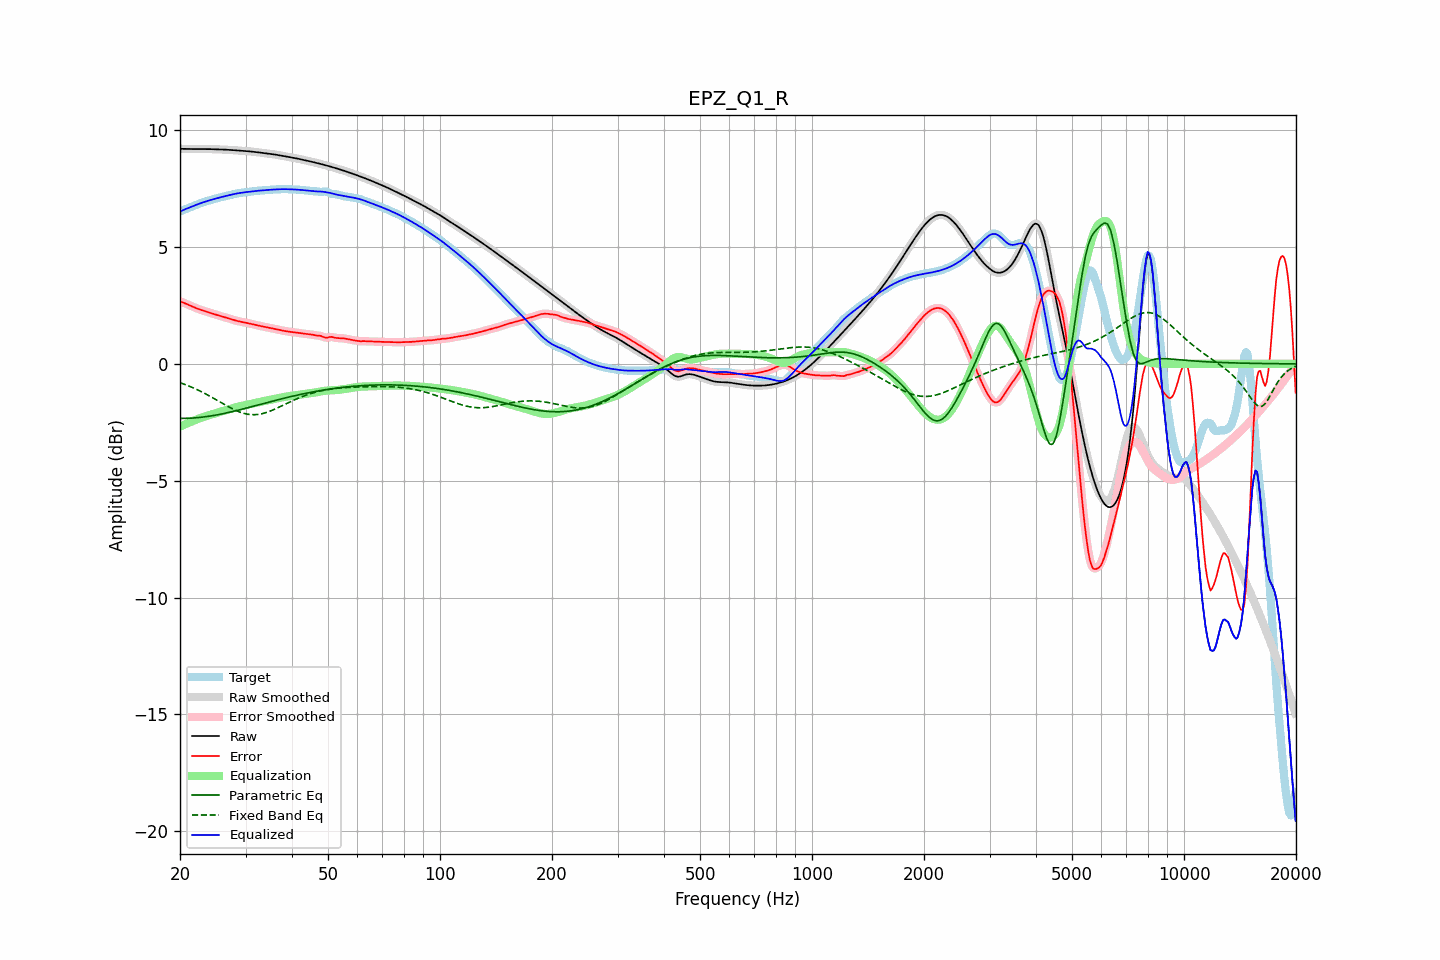 EPZ_Q1_R
10
5
0
−5
−10
−15
−20
Amplitude (dBr)
Target
Raw Smoothed
Error Smoothed
Raw
Error
Equalization
Parametric Eq
Fixed Band Eq
Equalized
20 50 100 200 500 1000 2000 5000 10000 20000
Frequency (Hz)